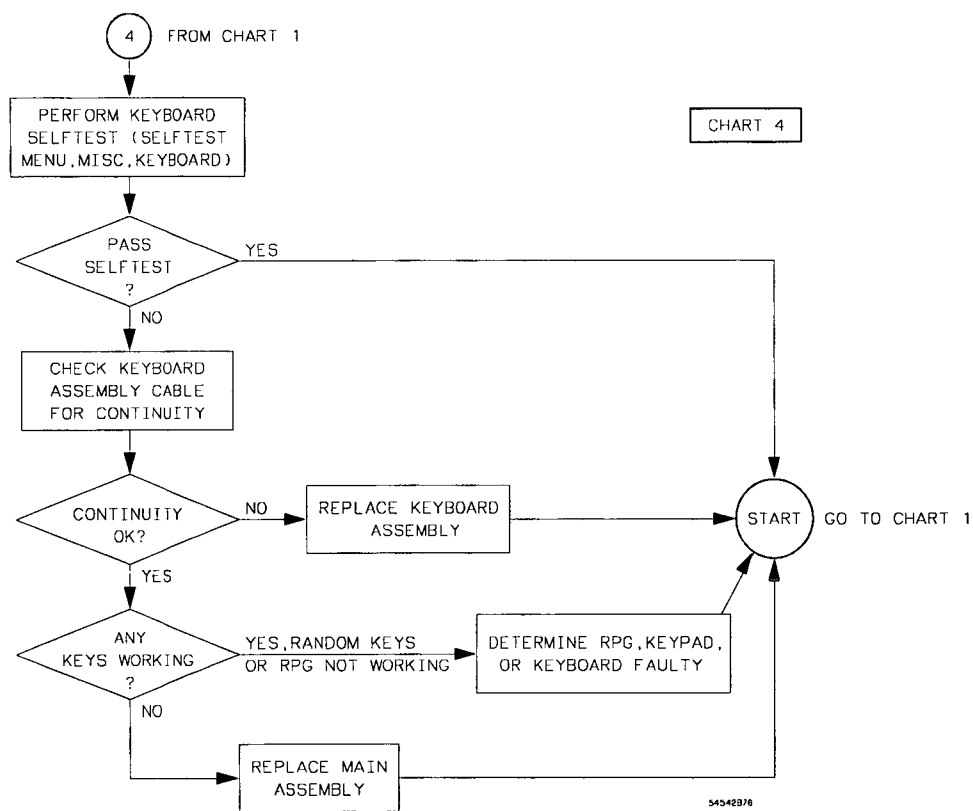 4 FROM CHART 1
PERFORM KEYBOARD
SELFTEST (SELFTEST
MENU,MISC,KEYBOARD)
CHART 4
PASS
SELFTEST
?
YES
NO
CHECK KEYBOARD
ASSEMBLY CABLE
FOR CONTINUITY
CONTINUITY
OK?
NO
REPLACE KEYBOARD
ASSEMBLY
START
GO TO CHART 1
YES
ANY
KEYS WORKING
?
YES,RANDOM KEYS
OR RPG NOT WORKING
DETERMINE RPG,KEYPAD,
OR KEYBOARD FAULTY
NO
REPLACE MAIN
ASSEMBLY
54542B76